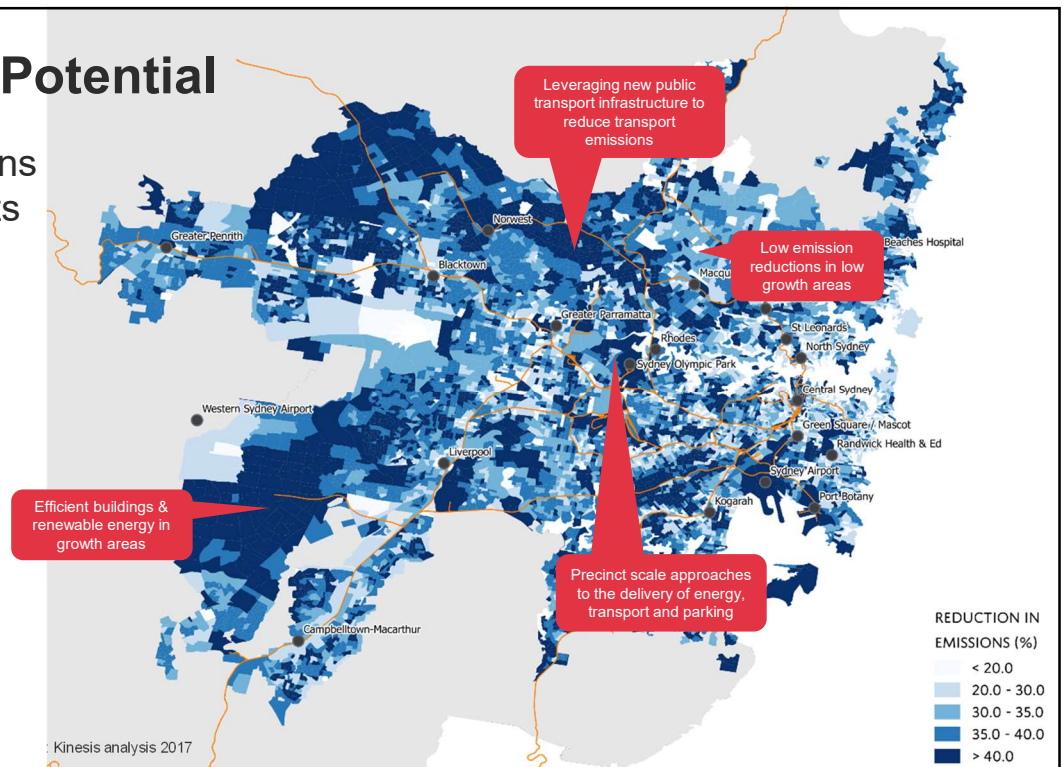 Potential
ns
ts
Leveraging new public
transport infrastructure to
reduce transport
emissions
Norwest
Greater Penrith
Blacktown
Low emission
reductions in low
growth areas
Beaches Hospital
Macqu
Greater Parramatta
Rhodes
St Leonards
North Sydney
Sydney Olympic Park
Central Sydney
Western Sydney Airport
Green Square / Mascot
Randwick Health & Ed
Liverpool
Sydney Airport
Port Botany
Kogarah
Efficient buildings &
renewable energy in
growth areas
Precinct scale approaches
to the delivery of energy,
transport and parking
Campbelltown-Macarthur
REDUCTION IN
EMISSIONS (%)
< 20.0
20.0 - 30.0
30.0 - 35.0
35.0 - 40.0
> 40.0
: Kinesis analysis 2017